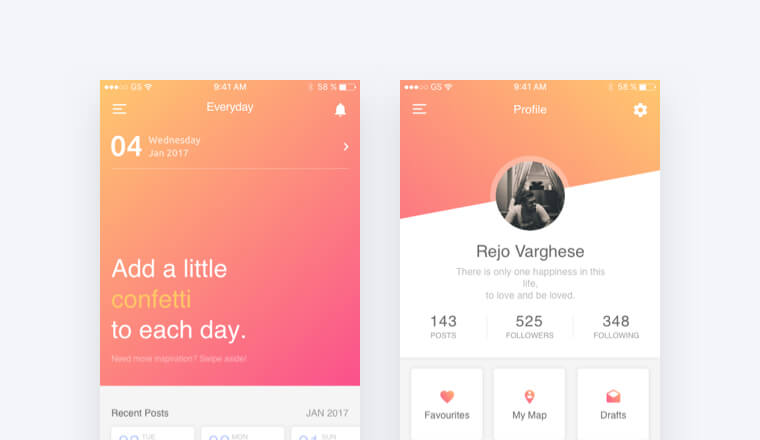 GS 9:41 AM 58 %
Everyday
04 Wednesday
Jan 2017
Add a little
confetti
to each day.
Need more inspiration? Swipe aside!
Recent Posts JAN 2017
TUE MON SUN
GS 9:41 AM 58 %
Profile
Rejo Varghese
There is only one happiness in this
life,
to love and be loved.
143 525 348
POSTS FOLLOWERS FOLLOWING
Favourites My Map Drafts